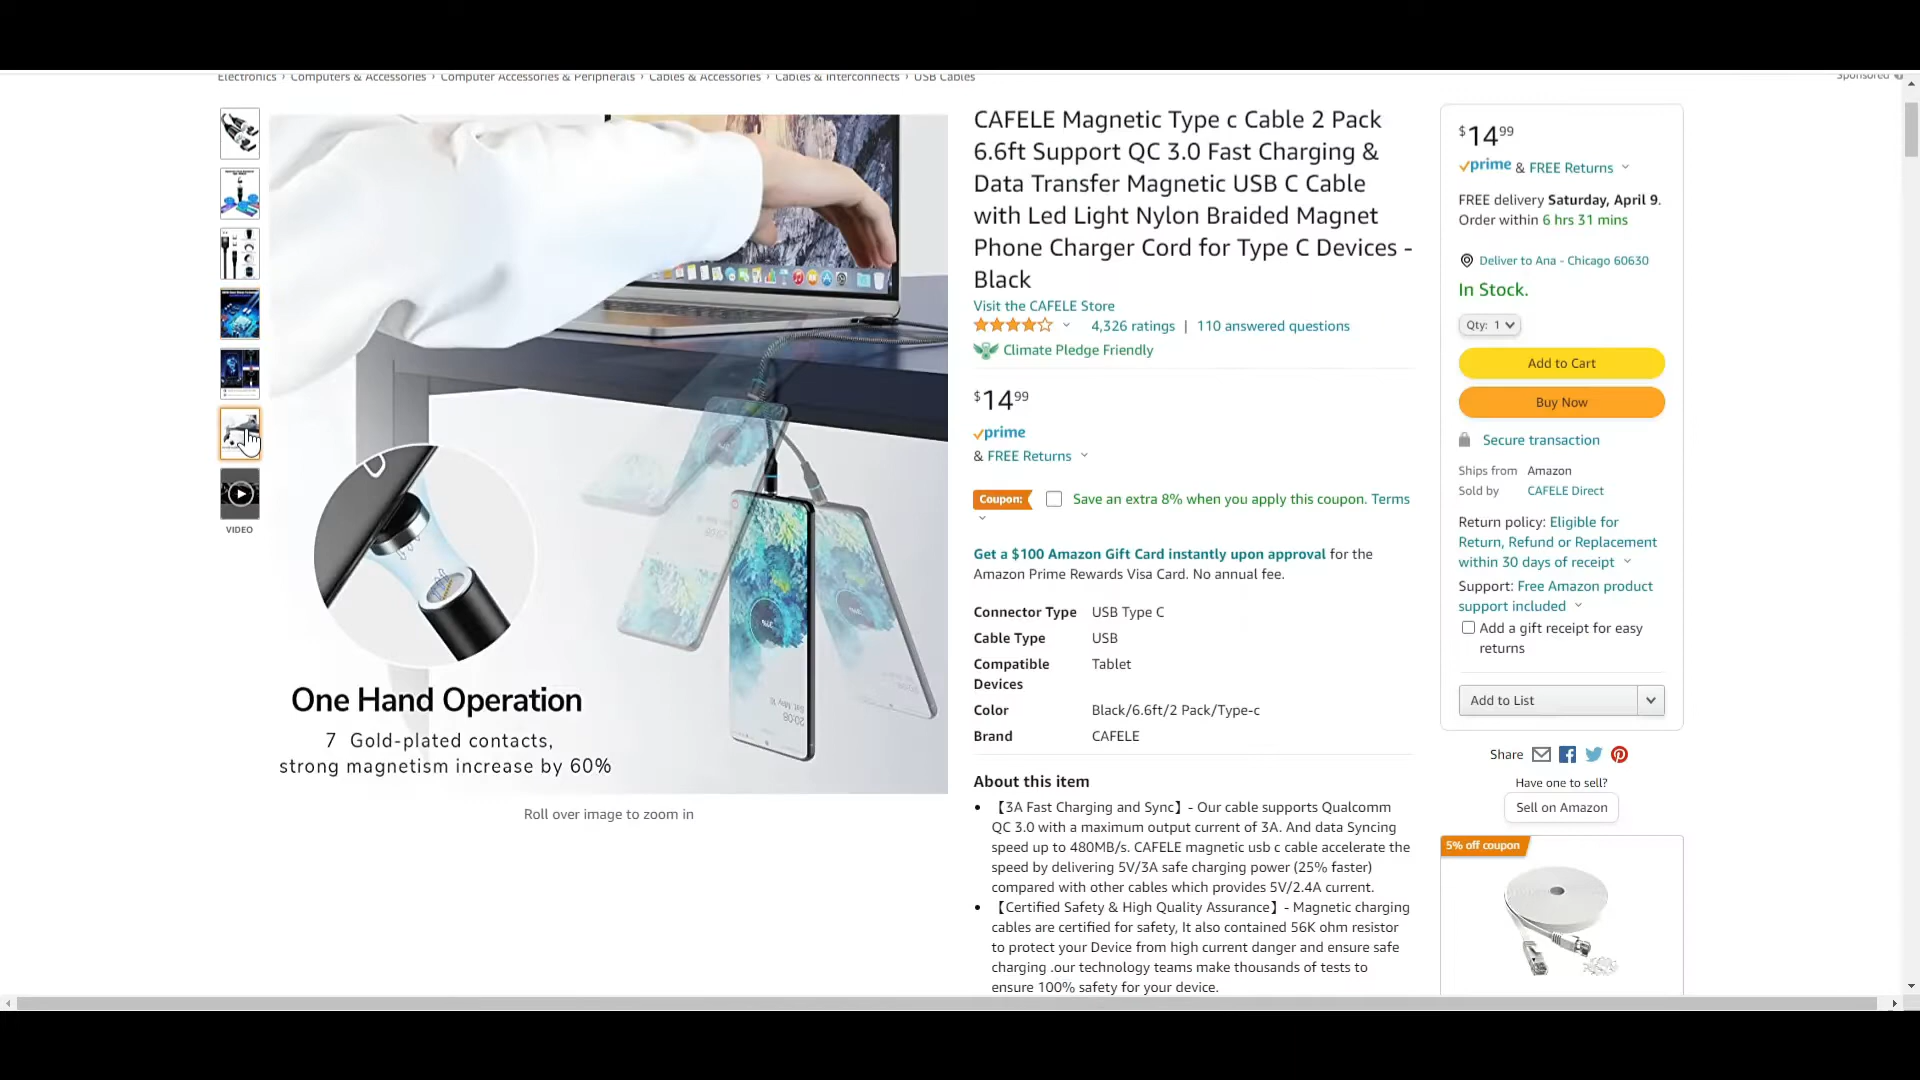 Electronics › Computers & Accessories › Computer Accessories & Peripherals › Cables & Accessories › Cables & Interconnects › USB Cables
Sponsored
VIDEO
One Hand Operation
7 Gold-plated contacts,
strong magnetism increase by 60%
Roll over image to zoom in
CAFELE Magnetic Type c Cable 2 Pack
6.6ft Support QC 3.0 Fast Charging &
Data Transfer Magnetic USB C Cable
with Led Light Nylon Braided Magnet
Phone Charger Cord for Type C Devices -
Black
Visit the CAFELE Store
4,326 ratings | 110 answered questions
Climate Pledge Friendly
$14 99
prime
& FREE Returns
Coupon: Save an extra 8% when you apply this coupon. Terms
Get a $100 Amazon Gift Card instantly upon approval for the
Amazon Prime Rewards Visa Card. No annual fee.
Connector Type USB Type C
Cable Type USB
Compatible Tablet
Devices
Color Black/6.6ft/2 Pack/Type-c
Brand CAFELE
About this item
• 【3A Fast Charging and Sync】- Our cable supports Qualcomm
QC 3.0 with a maximum output current of 3A. And data Syncing
speed up to 480MB/s. CAFELE magnetic usb c cable accelerate the
speed by delivering 5V/3A safe charging power (25% faster)
compared with other cables which provides 5V/2.4A current.
• 【Certified Safety & High Quality Assurance】- Magnetic charging
cables are certified for safety, It also contained 56K ohm resistor
to protect your Device from high current danger and ensure safe
charging .our technology teams make thousands of tests to
ensure 100% safety for your device.
$14 99
prime & FREE Returns
FREE delivery Saturday, April 9.
Order within 6 hrs 31 mins
Deliver to Ana - Chicago 60630
In Stock.
Qty: 1
Add to Cart
Buy Now
Secure transaction
Ships from Amazon
Sold by CAFELE Direct
Return policy: Eligible for
Return, Refund or Replacement
within 30 days of receipt
Support: Free Amazon product
support included
Add a gift receipt for easy
returns
Add to List
Share
Have one to sell?
Sell on Amazon
5% off coupon